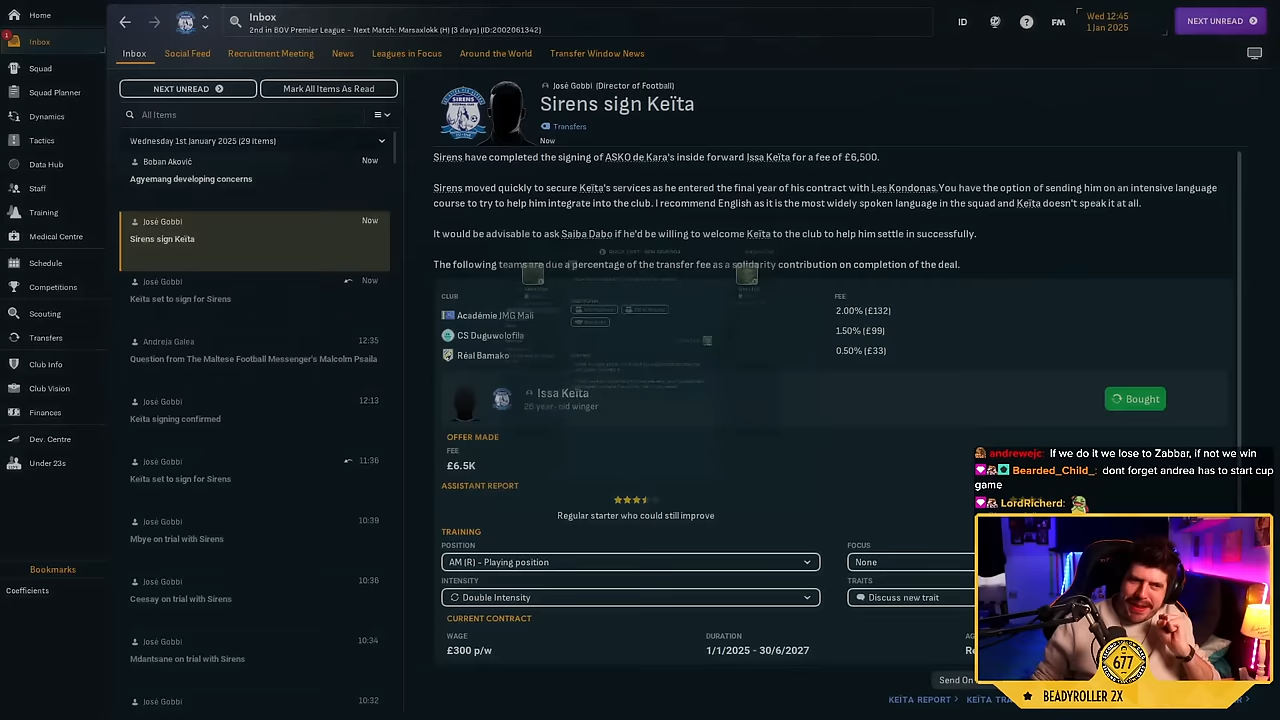 Home
Inbox
2nd in BOV Premier League - Next Match: Marsaxlokk (H) (3 days) (ID:2002061342)
ID
FM
Wed 12:45
1 Jan 2025
NEXT UNREAD
1
Inbox
Squad
Squad Planner
Dynamics
Tactics
Data Hub
Staff
Training
Medical Centre
Schedule
Competitions
Scouting
Transfers
Club Info
Club Vision
Finances
Dev. Centre
Under 23s
Bookmarks
Coefficients
Inbox
Social Feed
Recruitment Meeting
News
Leagues in Focus
Around the World
Transfer Window News
NEXT UNREAD
Mark All Items As Read
All Items
Wednesday 1st January 2025 (29 items)
Boban Aković
Now
Agyemang developing concerns
José Gobbi
Now
Sirens sign Keïta
José Gobbi
Now
Keïta set to sign for Sirens
Andreja Galea
12:35
Question from The Maltese Football Messenger's Malcolm Psaila
José Gobbi
12:13
Keïta signing confirmed
José Gobbi
11:36
Keïta set to sign for Sirens
José Gobbi
10:39
Mbye on trial with Sirens
José Gobbi
10:36
Ceesay on trial with Sirens
José Gobbi
10:34
Mdantsane on trial with Sirens
José Gobbi
10:32
José Gobbi (Director of Football)
Sirens sign Keïta
Transfers
Now
Sirens have completed the signing of ASKO de Kara's inside forward Issa Keïta for a fee of £6,500.
Sirens moved quickly to secure Keïta's services as he entered the final year of his contract with Les Kondonas.You have the option of sending him on an intensive language
course to try to help him integrate into the club. I recommend English as it is the most widely spoken language in the squad and Keïta doesn't speak it at all.
It would be advisable to ask Saiba Dabo if he'd be willing to welcome Keïta to the club to help him settle in successfully.
The following teams are due a percentage of the transfer fee as a solidarity contribution on completion of the deal.
CLUB
FEE
Académie JMG Mali
2.00% (£132)
CS Duguwolofila
1.50% (£99)
Réal Bamako
0.50% (£33)
Issa Keïta
26 year-old winger
Bought
OFFER MADE
FEE
£6.5K
ASSISTANT REPORT
Regular starter who could still improve
TRAINING
POSITION
AM (R) - Playing position
FOCUS
None
INTENSITY
Double Intensity
TRAITS
Discuss new trait
CURRENT CONTRACT
WAGE
£300 p/w
DURATION
1/1/2025 - 30/6/2027
Send On
KEÏTA REPORT
andrewejc: If we do it we lose to Zabbar, if not we win
Bearded_Child_: dont forget andrea has to start cup
game
LordRicherd:
677
BEADYROLLER 2X